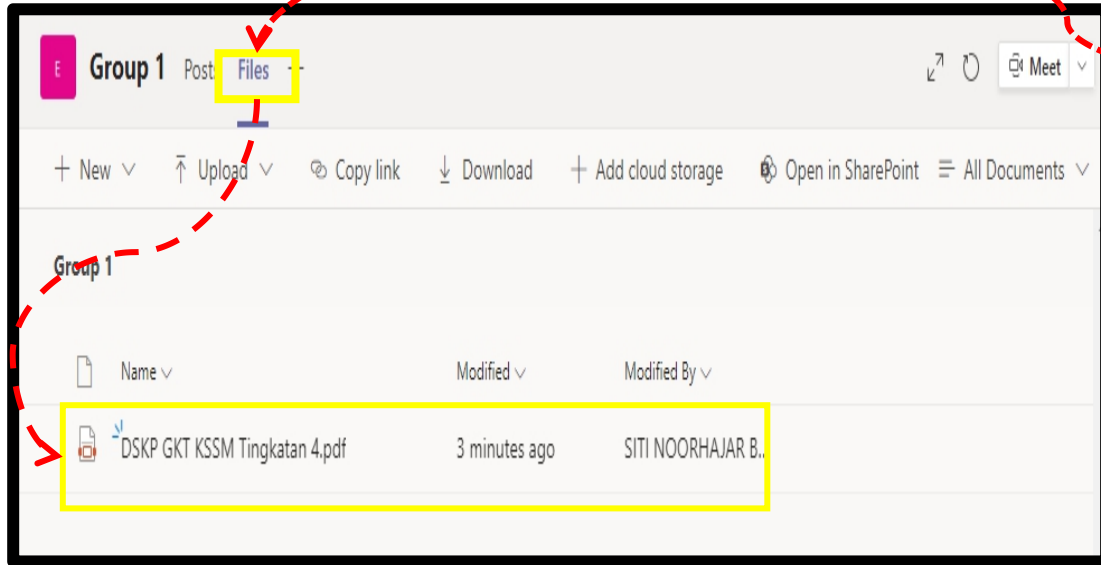 E Group 1 Posts Files +
Meet
+ New Upload Copy link Download + Add cloud storage Open in SharePoint All Documents
Group 1
Name Modified Modified By
DSKP GKT KSSM Tingkatan 4.pdf 3 minutes ago SITI NOORHAJAR B..